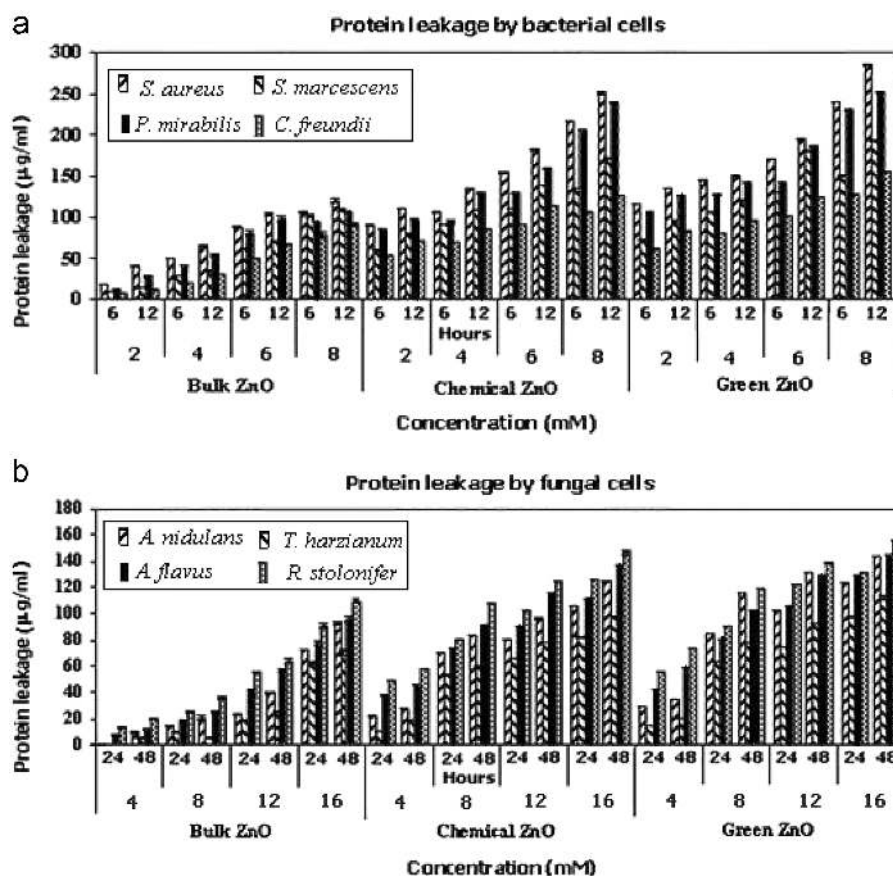 a
Protein leakage by bacterial cells
300
250
200
150
100
50
0
Protein leakage (µg/ml)
S. aureus S. marcescens
P. mirabilis C. freundii
6 12 6 12 6 12 6 12 6 12 6 12 6 12 6 12 6 12 6 12 6 12 6 12
Hours
2 4 6 8 2 4 6 8 2 4 6 8
Bulk ZnO Chemical ZnO Green ZnO
Concentration (mM)
b
Protein leakage by fungal cells
180
160
140
120
100
80
60
40
20
0
Protein leakage (µg/ml)
A. nidulans T. harzianum
A. flavus R. stolonifer
24 48 24 48 24 48 24 48 24 48 24 48 24 48 24 48 24 48 24 48 24 48 24 48
Hours
4 8 12 16 4 8 12 16 4 8 12 16
Bulk ZnO Chemical ZnO Green ZnO
Concentration (mM)